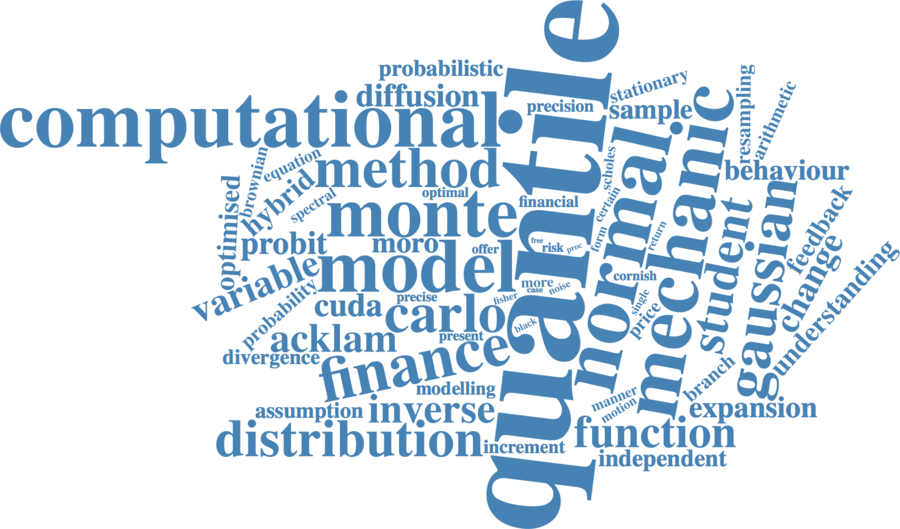 probabilistic
diffusion
computational
precision
stationary
sample
resampling
arithmetic
brownian
equation
method
optimised
hybrid
spectral
optimal
financial
scholes
certain
behaviour
monte
probit
moro
offer
free
risk
proc
form
return
quantile
normal
mechanic
variable
model
cornish
student
gaussian
feedback
change
understanding
probability
cuda
precise
carlo
fisher
more
case
noise
single
price
black
acklam
present
divergence
finance
modelling
branch
manner
motion
assumption
inverse
expansion
distribution
increment
function
independent